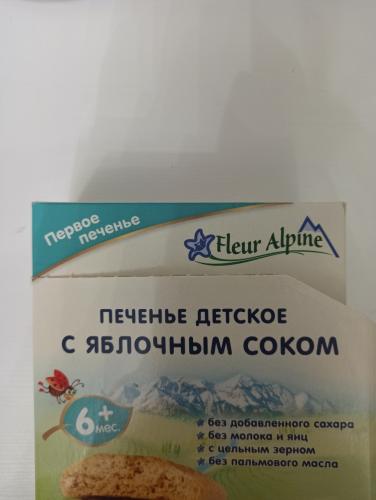 Первое
печенье
Fleur Alpine
ПЕЧЕНЬЕ ДЕТСКОЕ
С ЯБЛОЧНЫМ СОКОМ
6+
мес.
без добавленного сахара
без молока и яиц
с цельным зерном
без пальмового масла